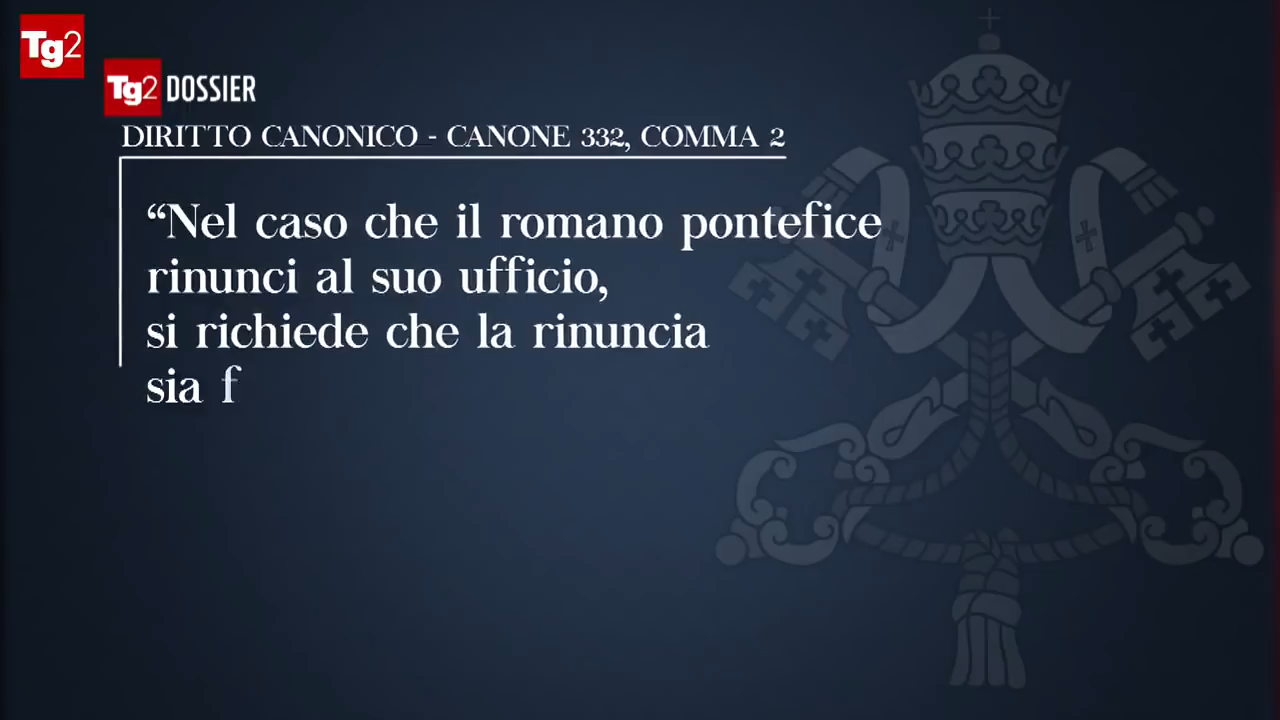 Tg2
Tg2 DOSSIER
DIRITTO CANONICO - CANONE 332, COMMA 2
“Nel caso che il romano pontefice
rinunci al suo ufficio,
si richiede che la rinuncia
sia f